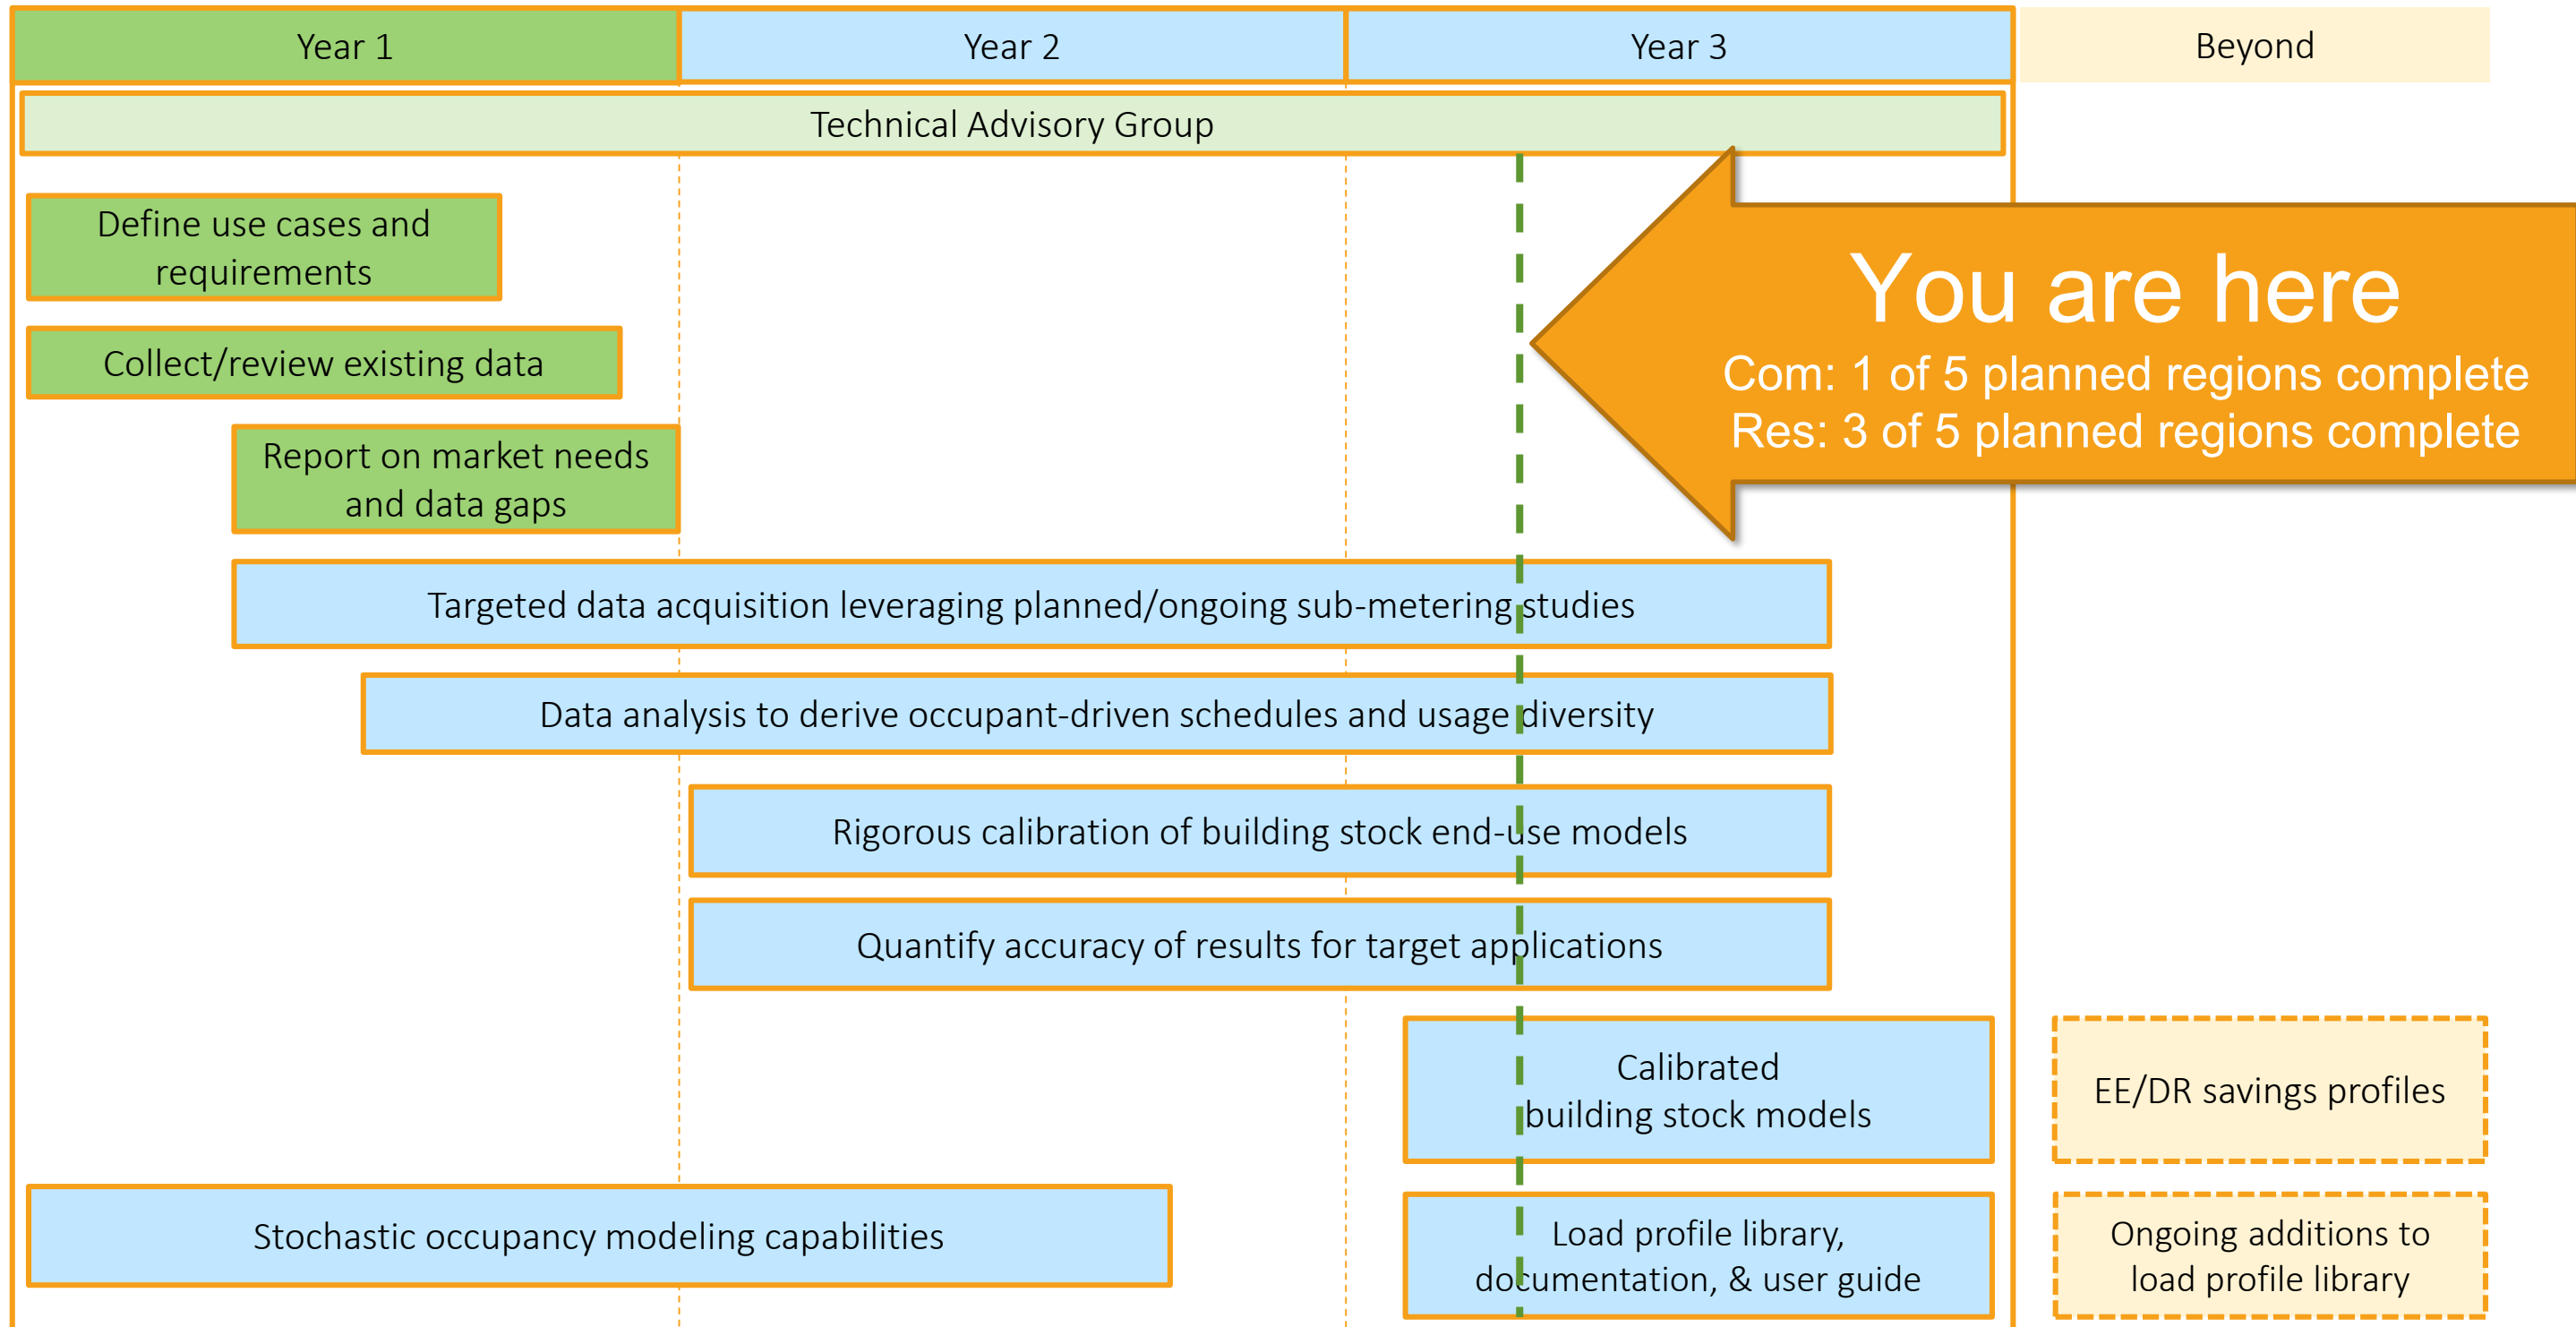 Year 1
Year 2
Year 3
Beyond
Technical Advisory Group
Define use cases and
requirements
You are here
Com: 1 of 5 planned regions complete
Res: 3 of 5 planned regions complete
Collect/review existing data
Report on market needs
and data gaps
Targeted data acquisition leveraging planned/ongoing sub-metering studies
Data analysis to derive occupant-driven schedules and usage diversity
Rigorous calibration of building stock end-use models
Quantify accuracy of results for target applications
Calibrated
building stock models
EE/DR savings profiles
Stochastic occupancy modeling capabilities
Load profile library,
documentation, & user guide
Ongoing additions to
load profile library